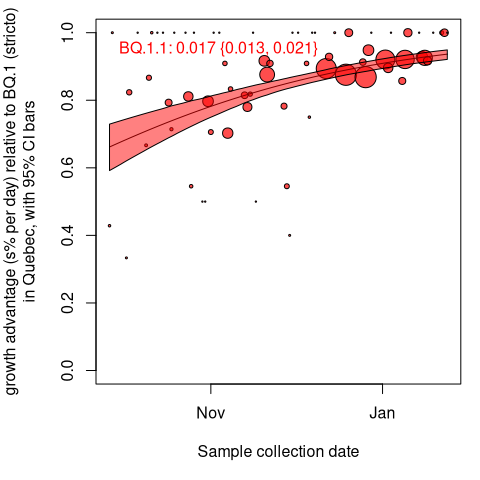 growth advantage (s% per day) relative to BQ.1 (stricto)
in Quebec, with 95% CI bars
BQ.1.1: 0.017 {0.013, 0.021}
1.0
0.8
0.6
0.4
0.2
0.0
Nov
Jan
Sample collection date